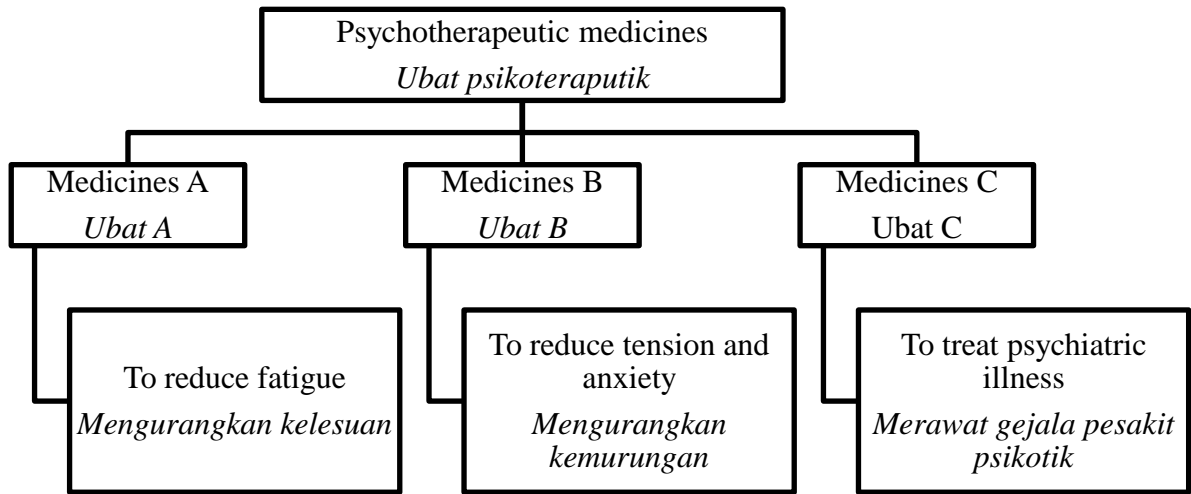 Psychotherapeutic medicines
Ubat psikoteraputik
Medicines A
Ubat A
Medicines B
Ubat B
Medicines C
Ubat C
To reduce fatigue
Mengurangkan kelesuan
To reduce tension and
anxiety
Mengurangkan
kemurungan
To treat psychiatric
illness
Merawat gejala pesakit
psikotik